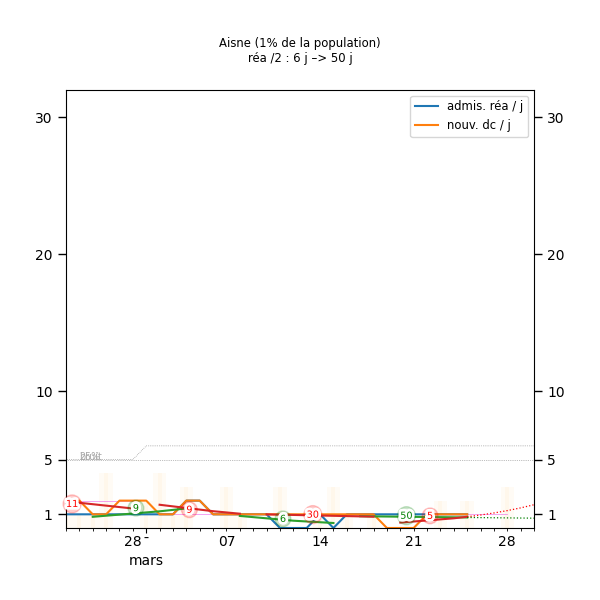 Aisne (1% de la population)
réa /2 : 6 j –> 50 j
admis. réa / j
nouv. dc / j
30 30
20 20
10 10
5 5
11 9 9 6 30 50 5
1 1
28 07 14 21 28
mars